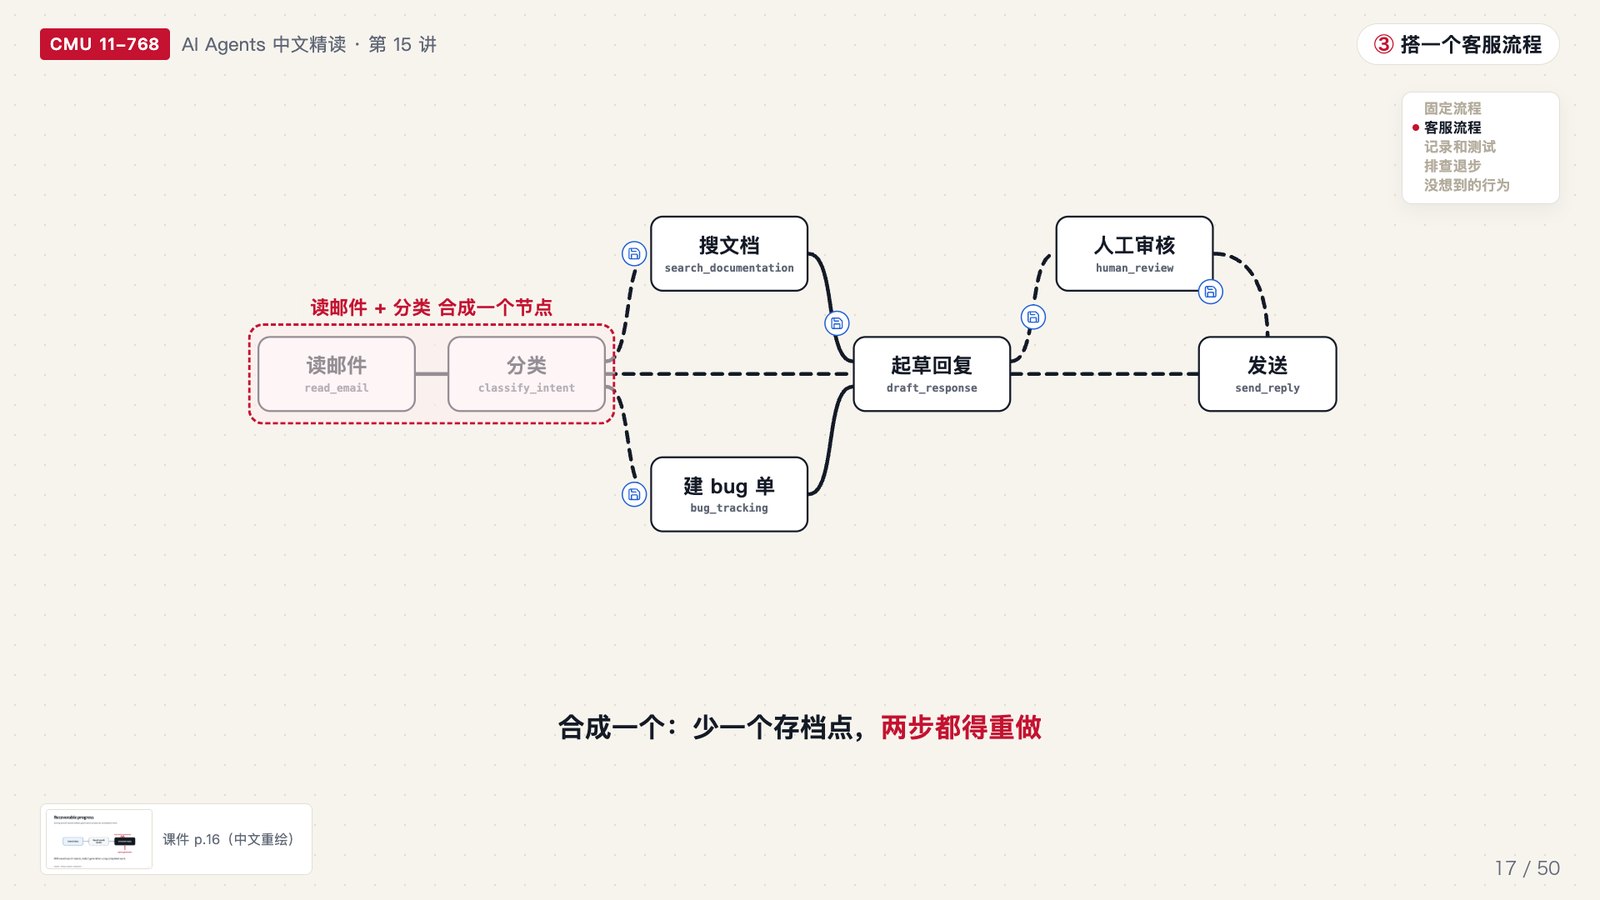 CMU 11-768 AI Agents 中文精读 · 第 15 讲
③ 搭一个客服流程
固定流程
客服流程
记录和测试
排查退步
没想到的行为
读邮件 + 分类 合成一个节点
读邮件
read_email
分类
classify_intent
搜文档
search_documentation
建 bug 单
bug_tracking
起草回复
draft_response
人工审核
human_review
发送
send_reply
合成一个：少一个存档点，两步都得重做
Recoverable progress
课件 p.16（中文重绘）
17 / 50